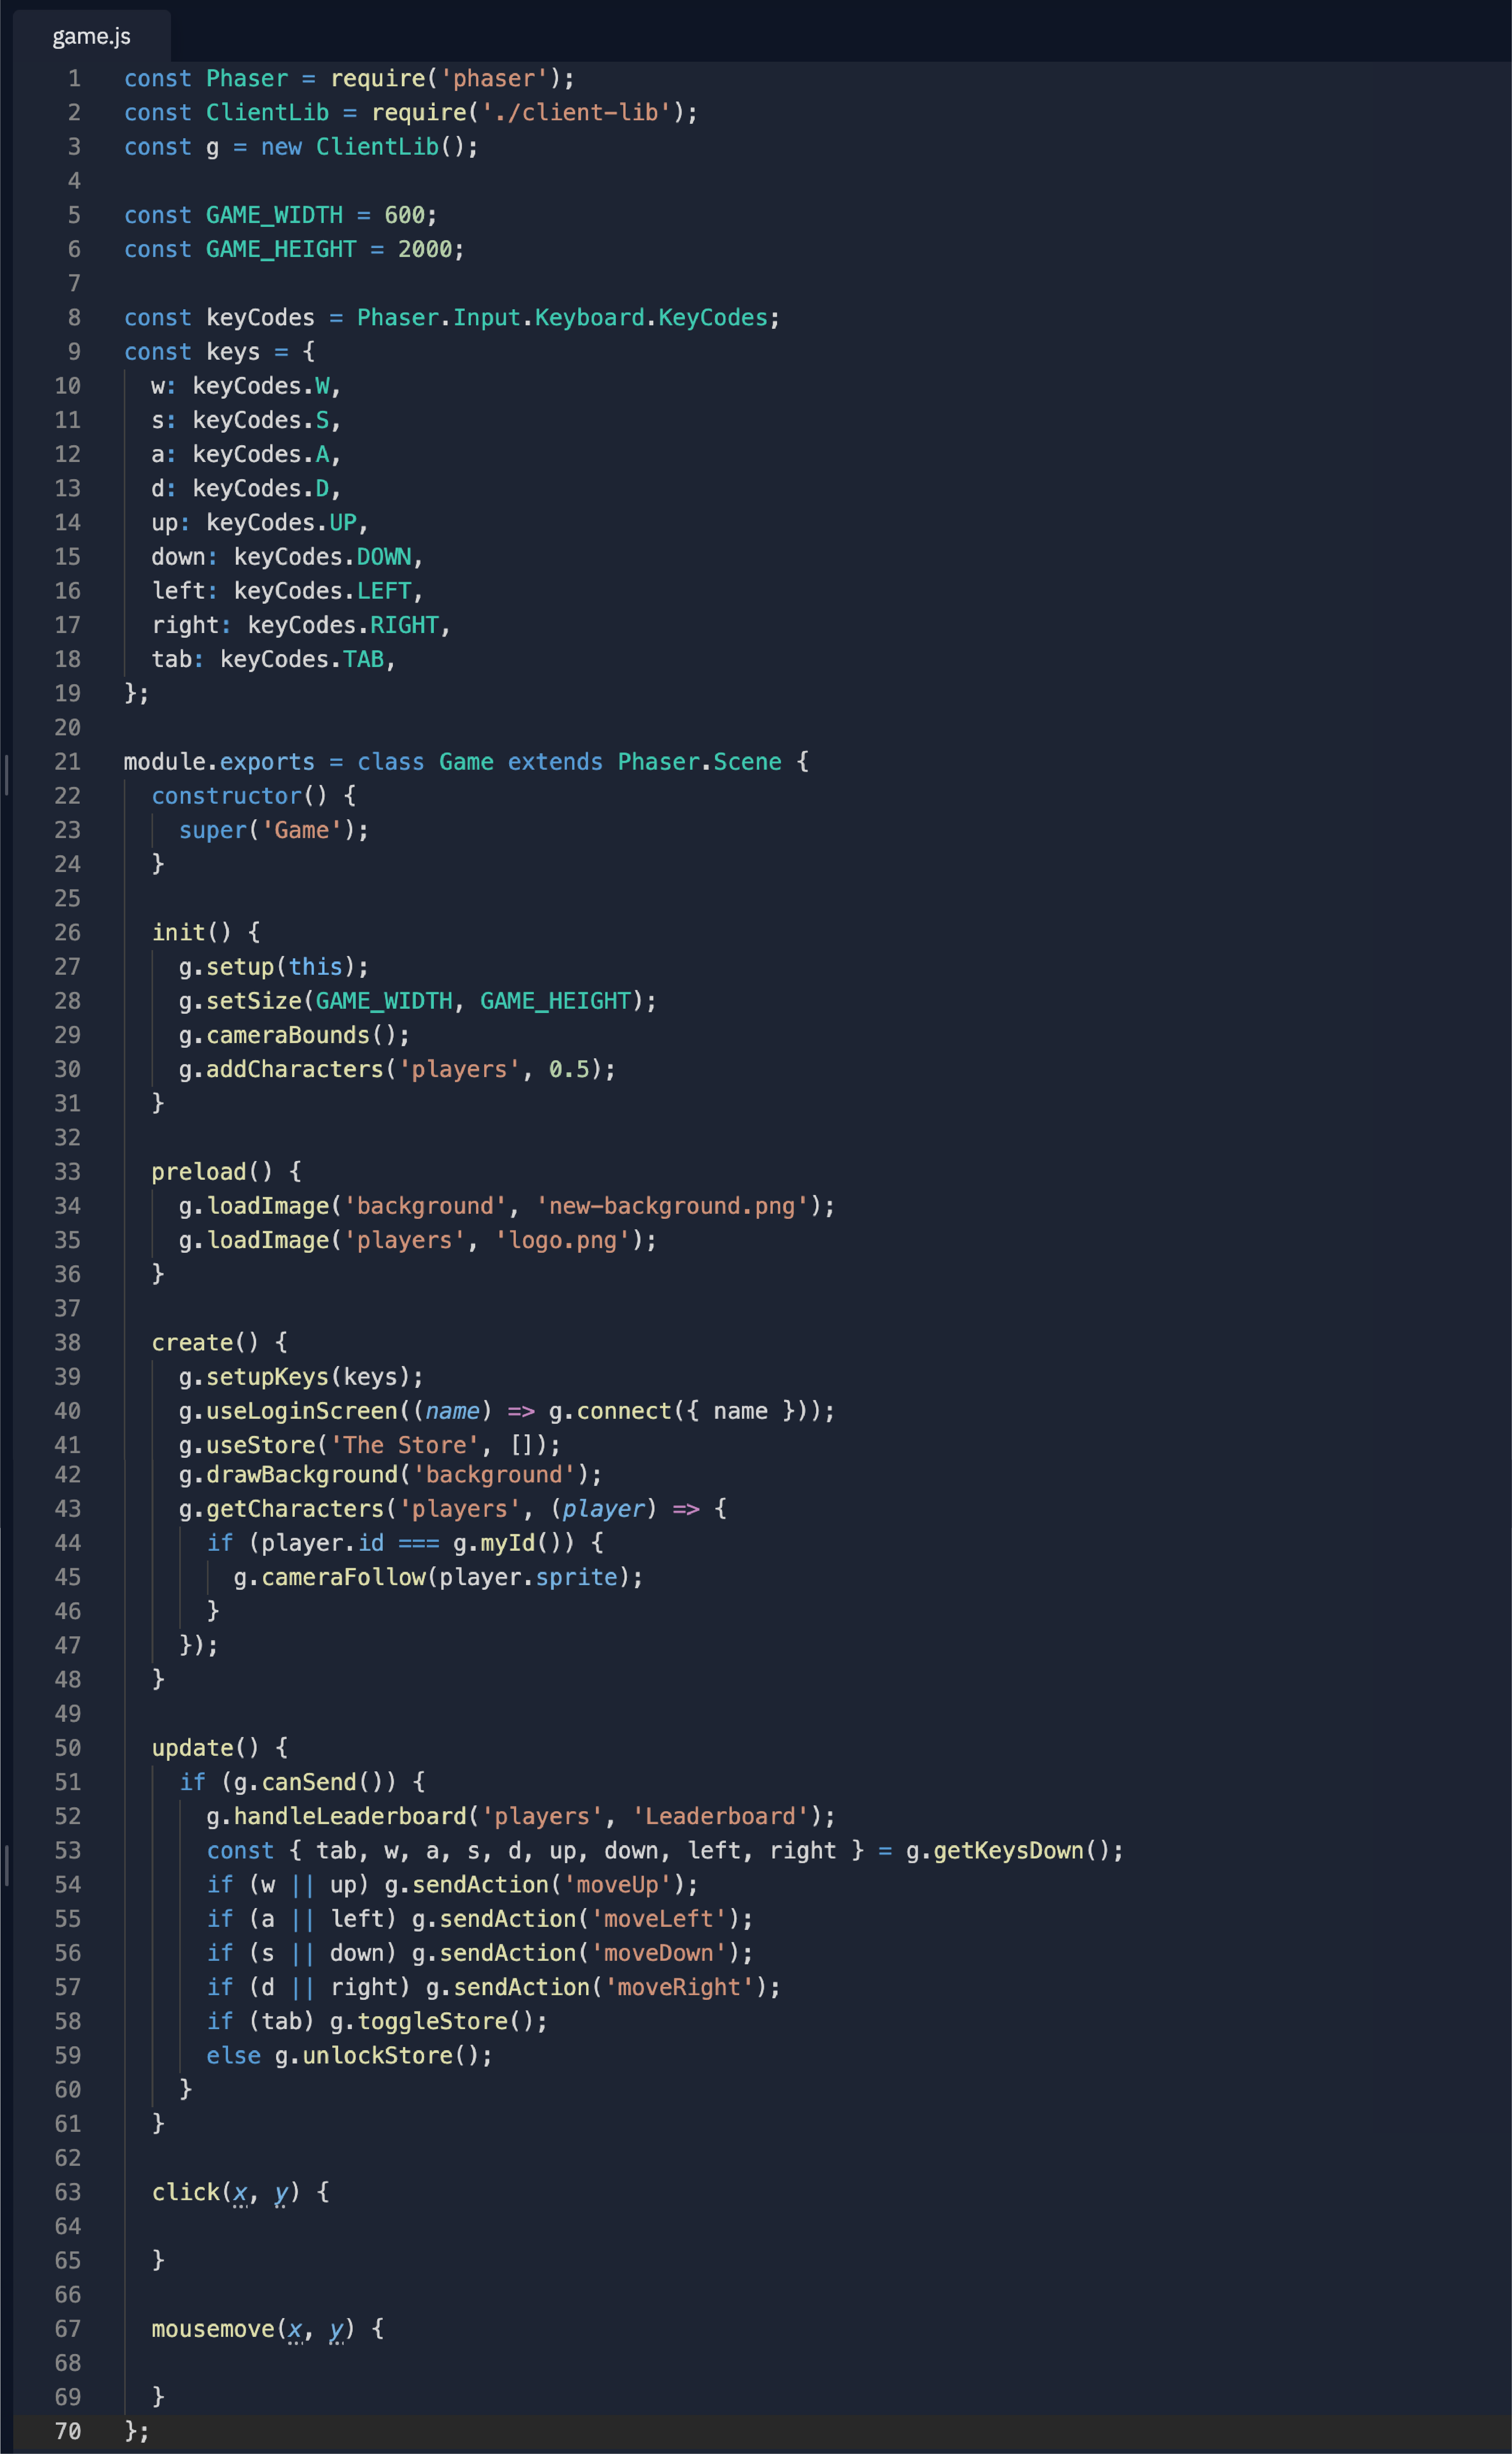 game.js
1 const Phaser = require('phaser');
2 const ClientLib = require('./client-lib');
3 const g = new ClientLib();
4
5 const GAME_WIDTH = 600;
6 const GAME_HEIGHT = 2000;
7
8 const keyCodes = Phaser.Input.Keyboard.KeyCodes;
9 const keys = {
10   w: keyCodes.W,
11   s: keyCodes.S,
12   a: keyCodes.A,
13   d: keyCodes.D,
14   up: keyCodes.UP,
15   down: keyCodes.DOWN,
16   left: keyCodes.LEFT,
17   right: keyCodes.RIGHT,
18   tab: keyCodes.TAB,
19 };
20
21 module.exports = class Game extends Phaser.Scene {
22   constructor() {
23     super('Game');
24   }
25
26   init() {
27     g.setup(this);
28     g.setSize(GAME_WIDTH, GAME_HEIGHT);
29     g.cameraBounds();
30     g.addCharacters('players', 0.5);
31   }
32
33   preload() {
34     g.loadImage('background', 'new-background.png');
35     g.loadImage('players', 'logo.png');
36   }
37
38   create() {
39     g.setupKeys(keys);
40     g.useLoginScreen((name) => g.connect({ name }));
41     g.useStore('The Store', []);
42     g.drawBackground('background');
43     g.getCharacters('players', (player) => {
44       if (player.id === g.myId()) {
45         g.cameraFollow(player.sprite);
46       }
47     });
48   }
49
50   update() {
51     if (g.canSend()) {
52       g.handleLeaderboard('players', 'Leaderboard');
53       const { tab, w, a, s, d, up, down, left, right } = g.getKeysDown();
54       if (w || up) g.sendAction('moveUp');
55       if (a || left) g.sendAction('moveLeft');
56       if (s || down) g.sendAction('moveDown');
57       if (d || right) g.sendAction('moveRight');
58       if (tab) g.toggleStore();
59       else g.unlockStore();
60     }
61   }
62
63   click(x, y) {
64
65   }
66
67   mousemove(x, y) {
68
69   }
70 };